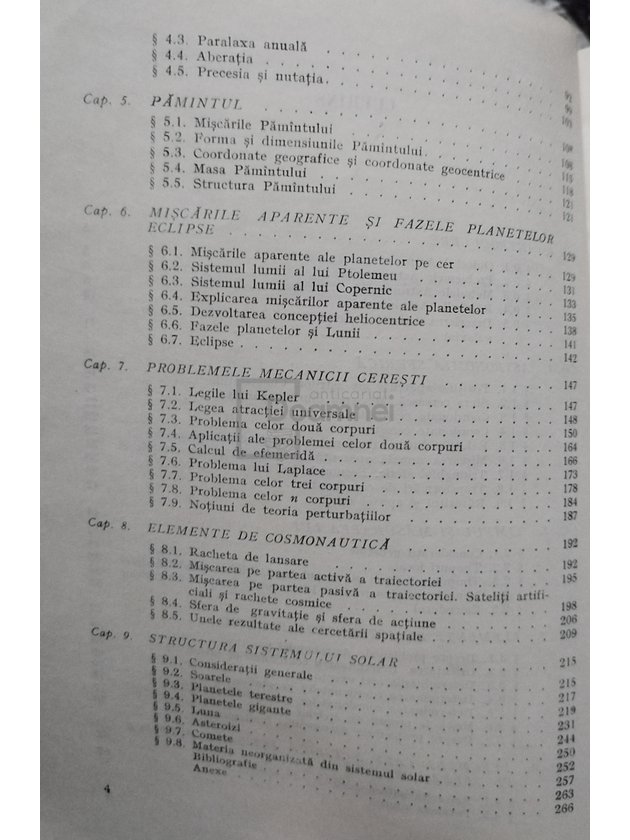 § 4.3. Paralaxa anuală
§ 4.4. Aberația . . . 92
§ 4.5. Precesia și nutația. . . . 99
103
Cap. 5. PĂMÎNTUL
§ 5.1. Mișcările Pămîntului . . . 108
§ 5.2. Forma și dimensiunile Pămîntului. . . . 108
§ 5.3. Coordonate geografice și coordonate geocentrice . . . 115
§ 5.4. Masa Pămîntului . . . 118
§ 5.5. Structura Pămîntului . . . 121
121
Cap. 6. MIȘCĂRILE APARENTE ȘI FAZELE PLANETELOR
ECLIPSE . . . 129
§ 6.1. Mișcările aparente ale planetelor pe cer . . . 129
§ 6.2. Sistemul lumii al lui Ptolemeu . . . 131
§ 6.3. Sistemul lumii al lui Copernic . . . 133
§ 6.4. Explicarea mișcărilor aparente ale planetelor . . . 135
§ 6.5. Dezvoltarea concepției heliocentrice . . . 138
§ 6.6. Fazele planetelor și Lunii . . . 141
§ 6.7. Eclipse . . . 142
Cap. 7. PROBLEMELE MECANICII CEREȘTI . . . 147
§ 7.1. Legile lui Kepler . . . 147
§ 7.2. Legea atracției universale . . . 148
§ 7.3. Problema celor două corpuri . . . 150
§ 7.4. Aplicații ale problemei celor două corpuri . . . 164
§ 7.5. Calcul de efemeridă . . . 166
§ 7.6. Problema lui Laplace . . . 173
§ 7.7. Problema celor trei corpuri . . . 178
§ 7.8. Problema celor n corpuri . . . 184
§ 7.9. Noțiuni de teoria perturbațiilor . . . 187
Cap. 8. ELEMENTE DE COSMONAUTICĂ . . . 192
§ 8.1. Racheta de lansare . . . 192
§ 8.2. Mișcarea pe partea activă a traiectoriei . . . 195
§ 8.3. Mișcarea pe partea pasivă a traiectoriei. Sateliți artifi-
ciali și rachete cosmice . . . 198
§ 8.4. Sfera de gravitație și sfera de acțiune . . . 206
§ 8.5. Unele rezultate ale cercetării spațiale . . . 209
Cap. 9. STRUCTURA SISTEMULUI SOLAR . . . 215
§ 9.1. Considerații generale . . . 215
§ 9.2. Soarele . . . 217
§ 9.3. Planetele terestre . . . 219
§ 9.4. Planetele gigante . . . 231
§ 9.5. Luna . . . 244
§ 9.6. Asteroizi . . . 250
§ 9.7. Comete . . . 252
§ 9.8. Materia neorganizată din sistemul solar . . . 257
Bibliografie . . . 263
Anexe . . . 266
4